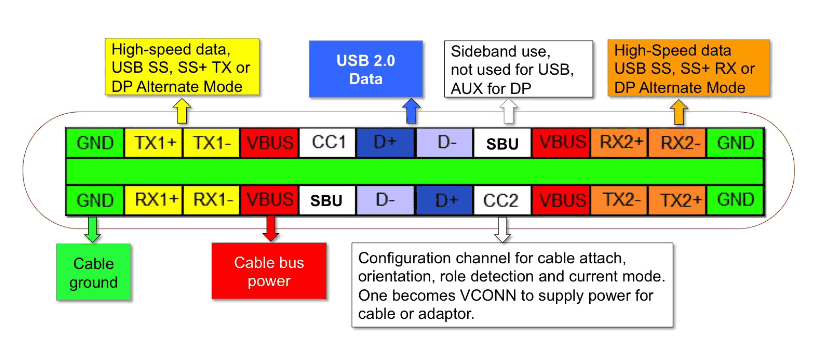 High-speed data,
USB SS, SS+ TX or
DP Alternate Mode
USB 2.0
Data
Sideband use,
not used for USB,
AUX for DP
High-Speed data
USB SS, SS+ RX or
DP Alternate Mode
GND TX1+ TX1- VBUS CC1 D+ D- SBU VBUS RX2+ RX2- GND
GND RX1+ RX1- VBUS SBU D- D+ CC2 VBUS TX2- TX2+ GND
Cable
ground
Cable bus
power
Configuration channel for cable attach,
orientation, role detection and current mode.
One becomes VCONN to supply power for
cable or adaptor.